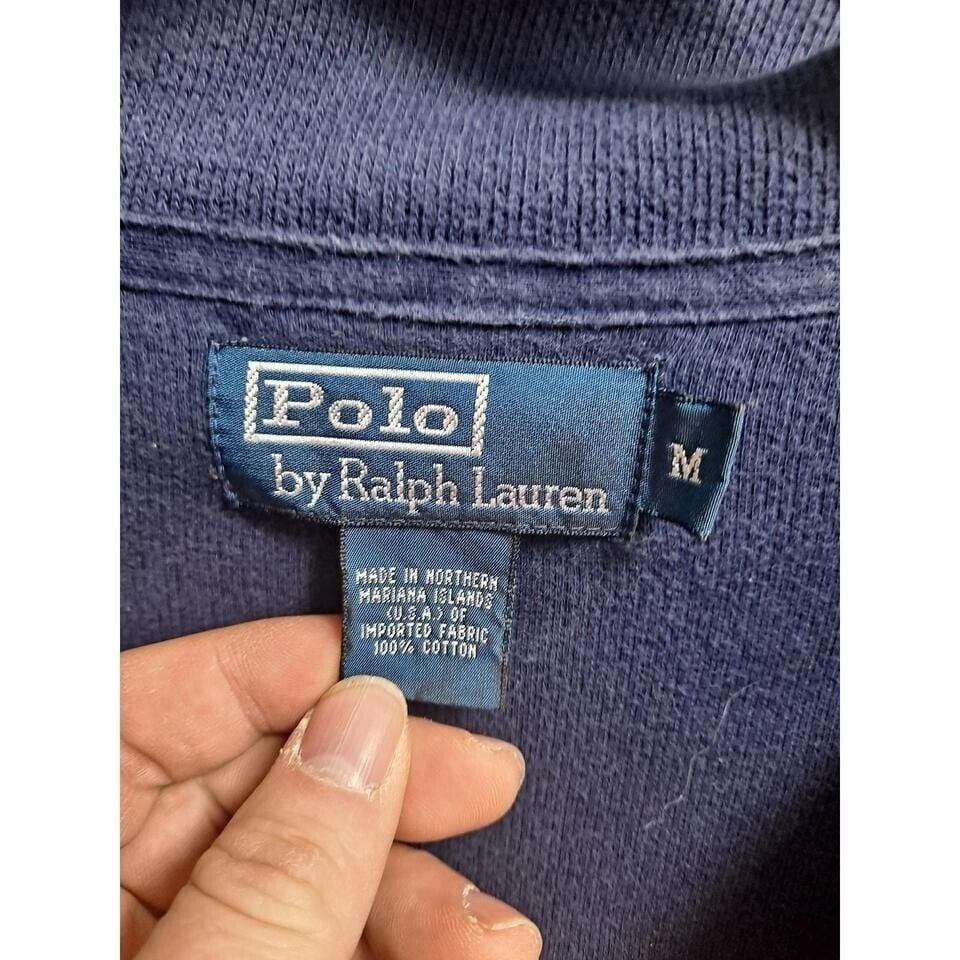 Polo
by Ralph Lauren
M
MADE IN NORTHERN
MARIANA ISLANDS
(U.S.A.) OF
IMPORTED FABRIC
100% COTTON